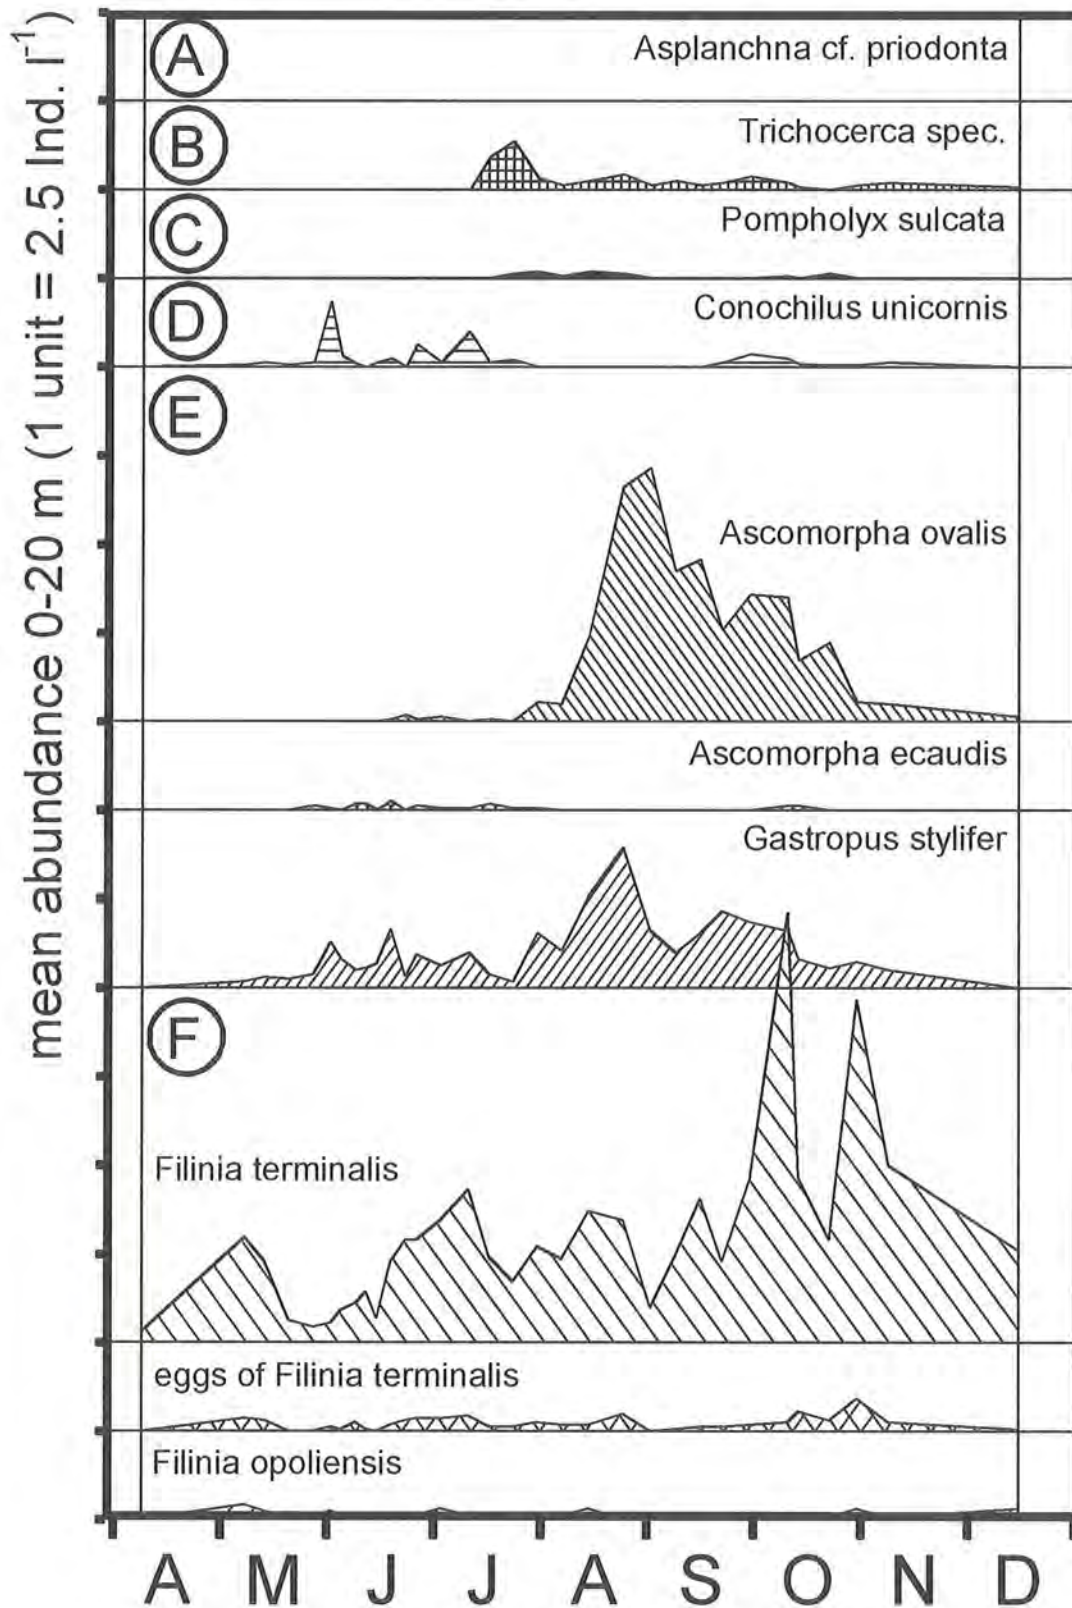 mean abundance 0-20 m (1 unit = 2.5 Ind. l⁻¹)
A
Asplanchna cf. priodonta
B
Trichocerca spec.
C
Pompholyx sulcata
D
Conochilus unicornis
E
Ascomorpha ovalis
Ascomorpha ecaudis
Gastropus stylifer
F
Filinia terminalis
eggs of Filinia terminalis
Filinia opoliensis
A M J J A S O N D